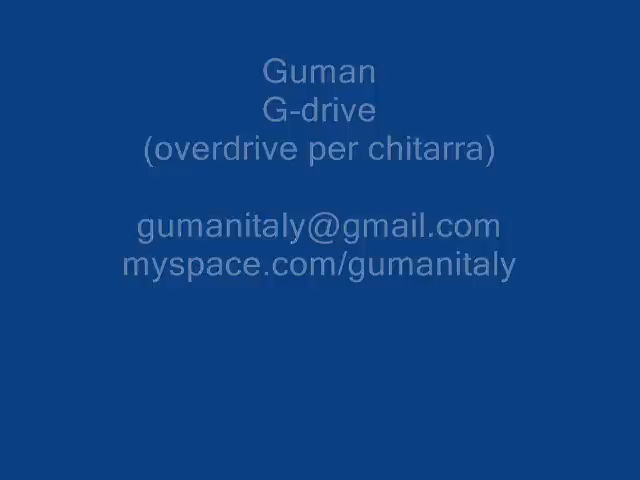 Guman
G-drive
(overdrive per chitarra)
gumanitaly@gmail.com
myspace.com/gumanitaly